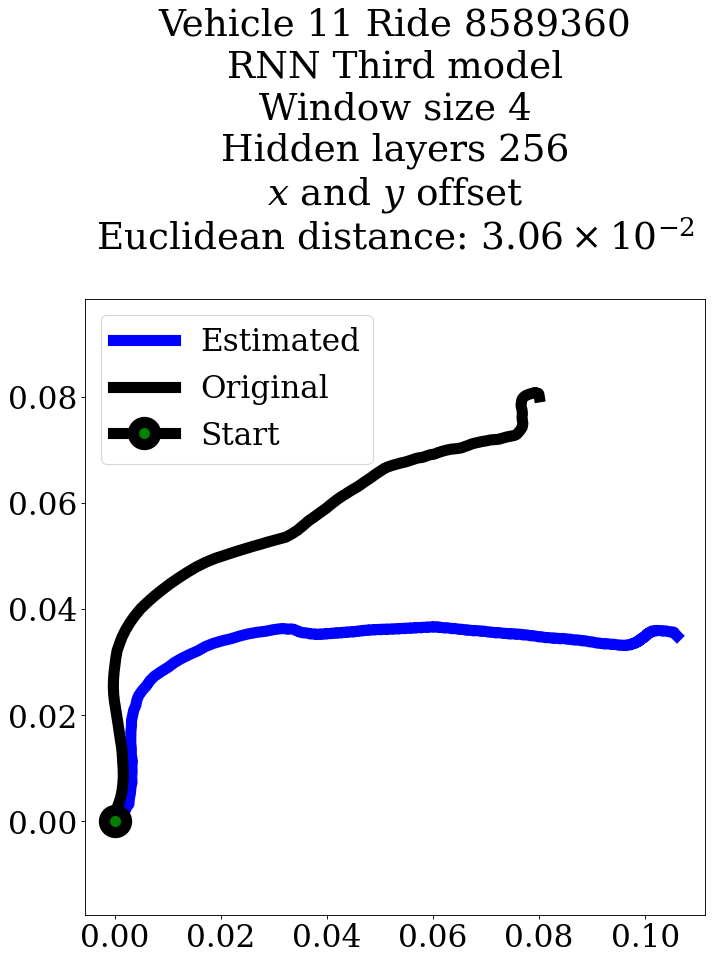 Vehicle 11 Ride 8589360
RNN Third model
Window size 4
Hidden layers 256
x and y offset
Euclidean distance: 3.06 × 10⁻²
Estimated
Original
Start
0.08
0.06
0.04
0.02
0.00
0.00 0.02 0.04 0.06 0.08 0.10